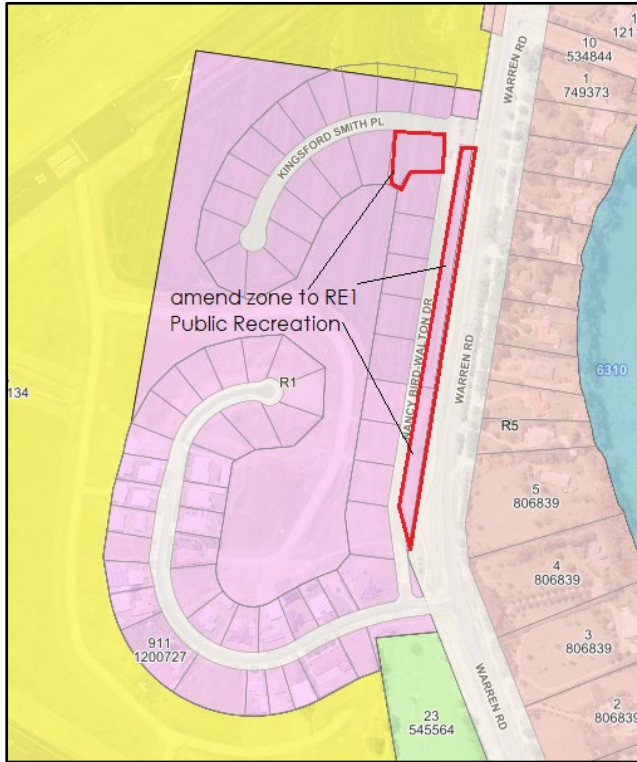 WARREN RD
10
534844
1
121
1
749373
KINGSFORD SMITH PL
amend zone to RE1
Public Recreation
NANCY BIRD-WALTON DR
WARREN RD
6310
134
R1
R5
5
806839
4
806839
911
1200727
3
806839
23
545564
WARREN RD
2
806839